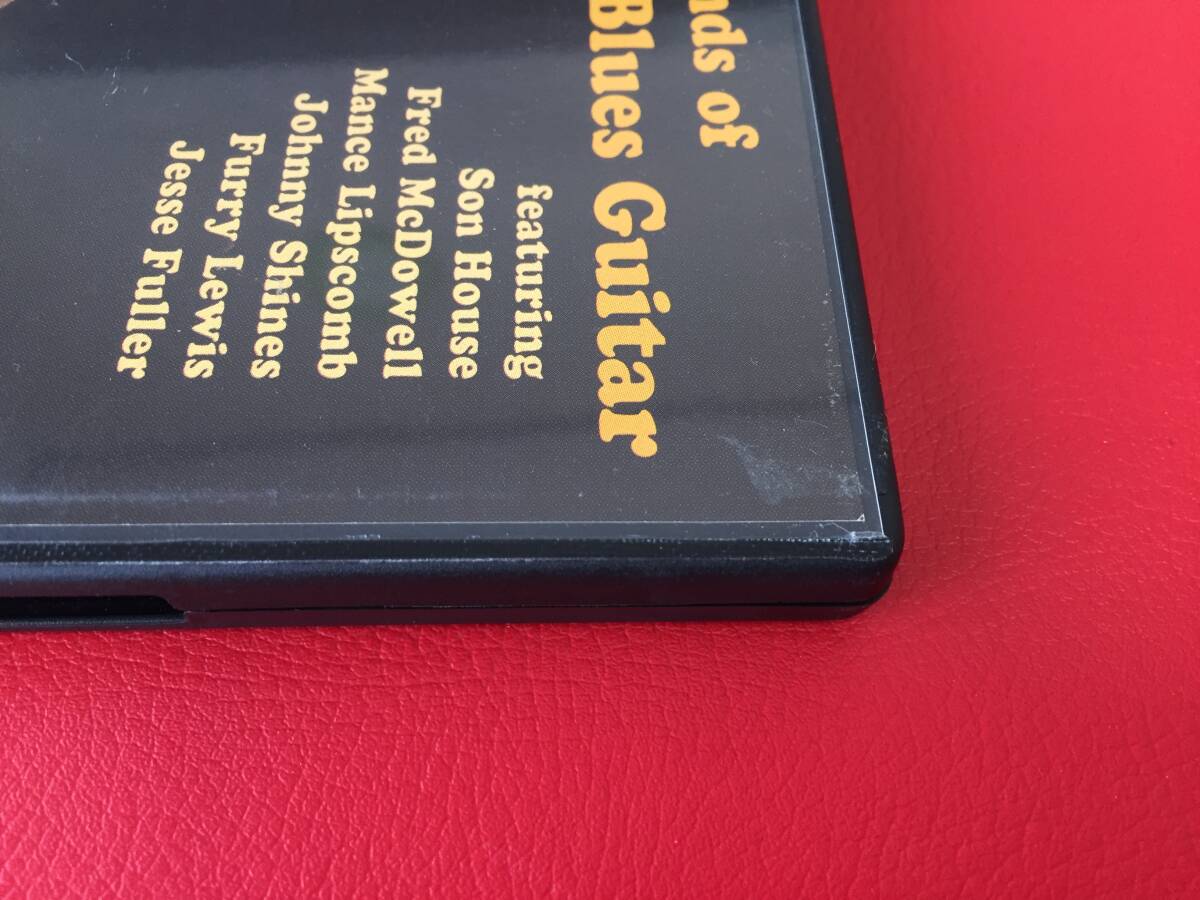 nds of
Blues Guitar
featuring
Son House
Fred McDowell
Mance Lipscomb
Johnny Shines
Furry Lewis
Jesse Fuller